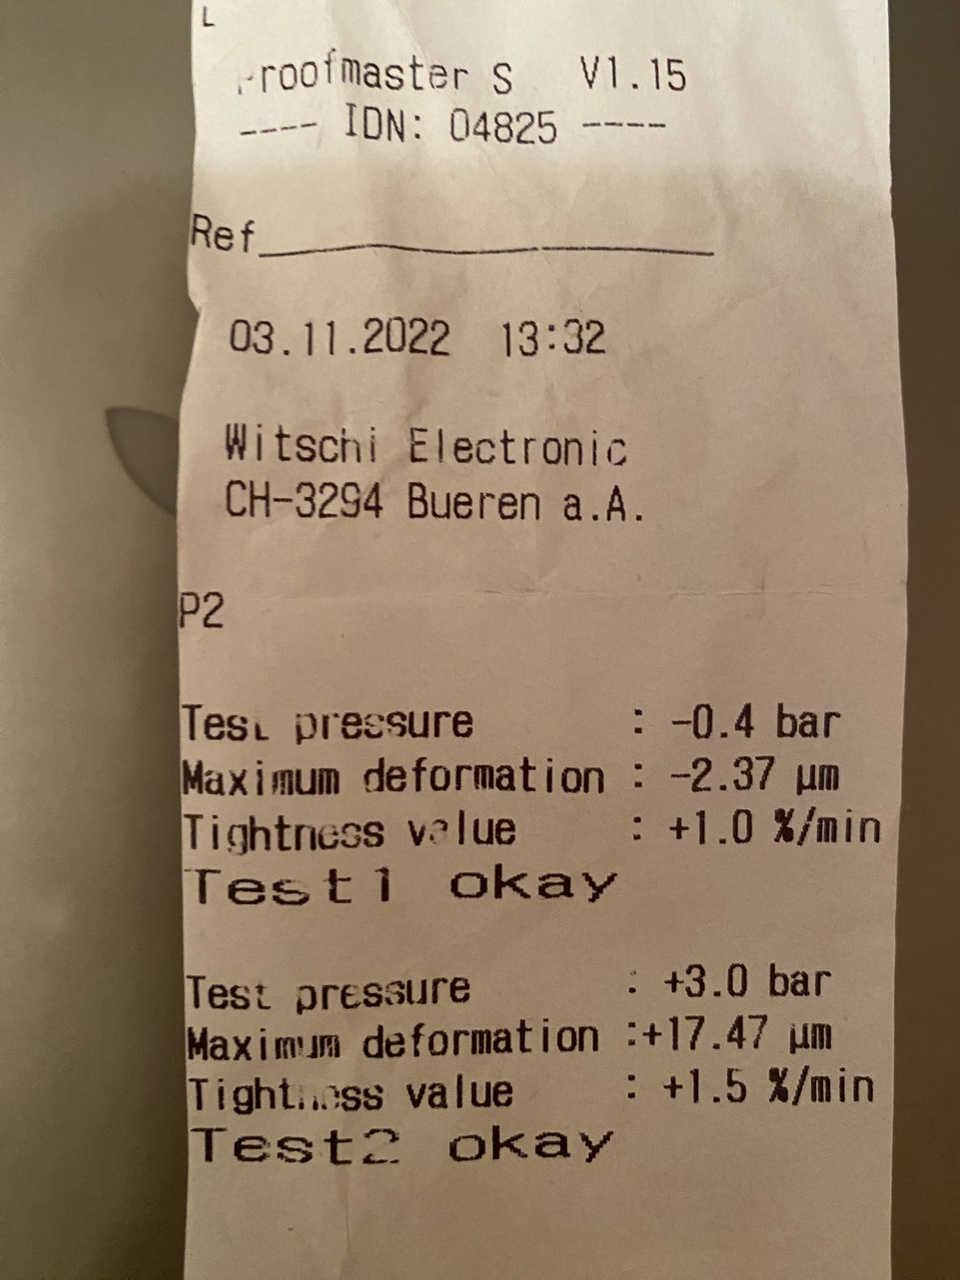 L
Proofmaster S V1.15
---- IDN: 04825 ----
Ref_________________
03.11.2022 13:32
Witschi Electronic
CH-3294 Bueren a.A.
P2
Test pressure : -0.4 bar
Maximum deformation : -2.37 µm
Tightness value : +1.0 %/min
Test1 okay
Test pressure : +3.0 bar
Maximum deformation :+17.47 µm
Tightness value : +1.5 %/min
Test2 okay